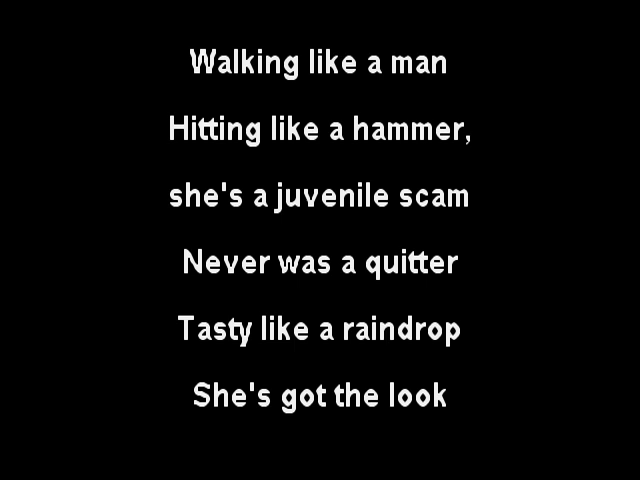 Walking like a man
Hitting like a hammer,
she's a juvenile scam
Never was a quitter
Tasty like a raindrop
She's got the look